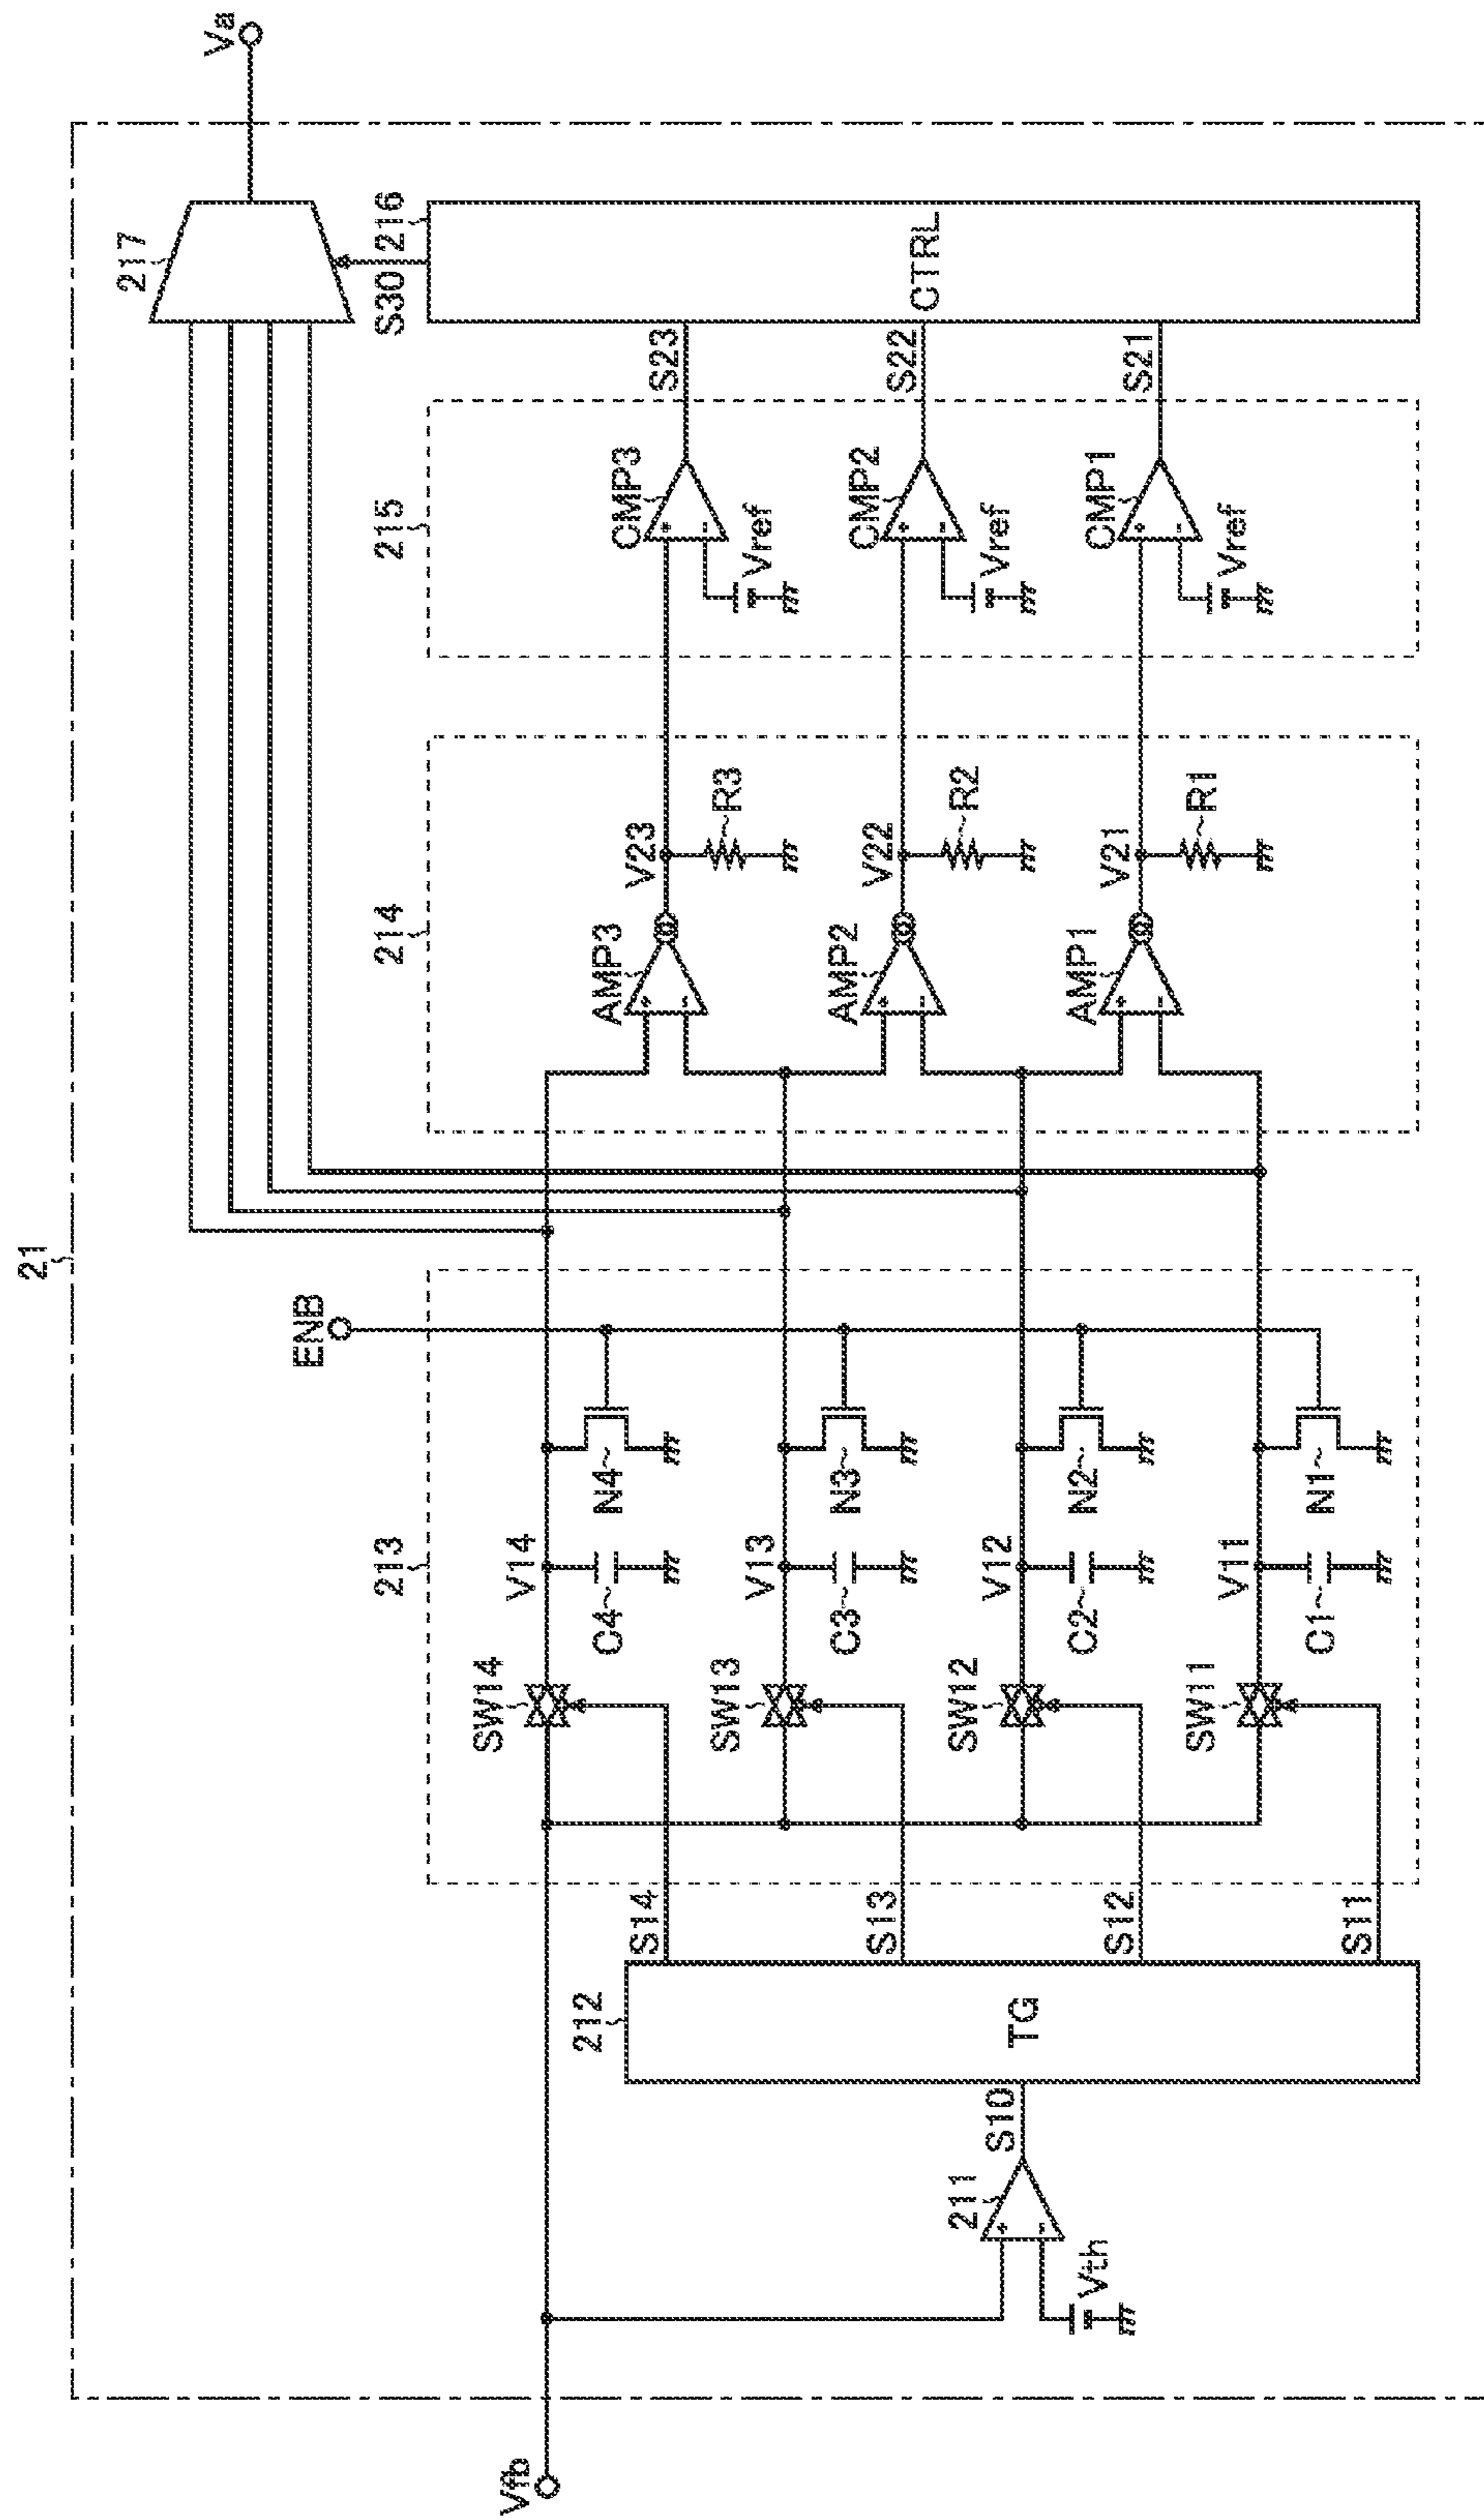 21
Vfb
Vth
211
S10
212
TG
S14
S13
S12
S11
213
SW14
SW13
SW12
SW11
C4
V14
C3
V13
C2
V12
C1
V11
N4
N3
N2
N1
ENB
214
AMP3
AMP2
AMP1
V23
V22
V21
R3
R2
R1
215
CMP3
CMP2
CMP1
Vref
Vref
Vref
S23
S22
S21
216
CTRL
S30
217
Va